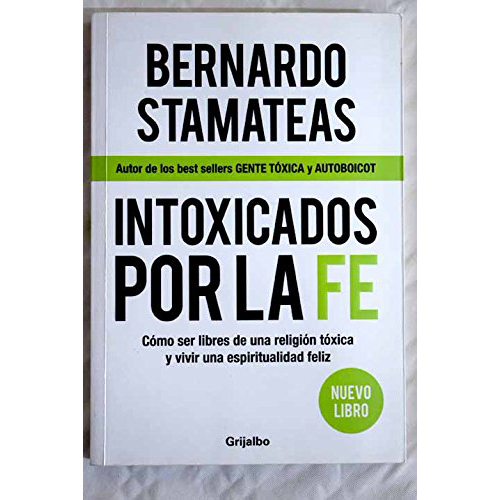 BERNARDO
STAMATEAS
Autor de los best sellers GENTE TÓXICA y AUTOBOICOT
INTOXICADOS
POR LA FE
Cómo ser libres de una religión tóxica
y vivir una espiritualidad feliz
NUEVO
LIBRO
Grijalbo